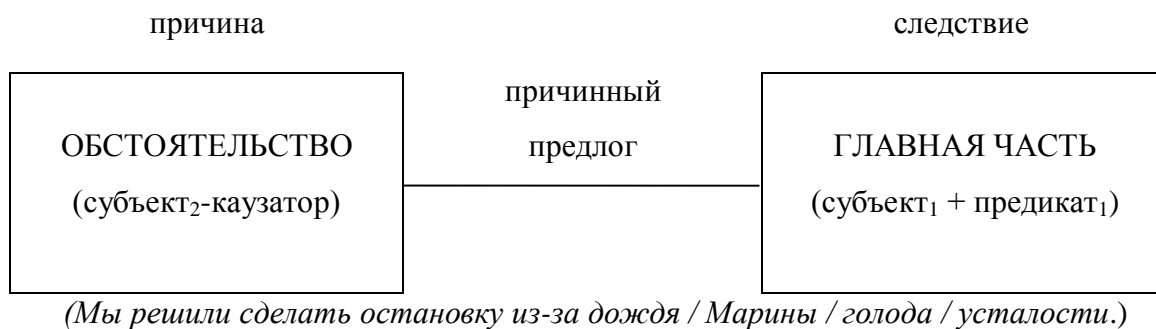 причина следствие
причинный
ОБСТОЯТЕЛЬСТВО предлог ГЛАВНАЯ ЧАСТЬ
(субъект₂-каузатор) (субъект₁ + предикат₁)
(Мы решили сделать остановку из-за дождя / Марины / голода / усталости.)